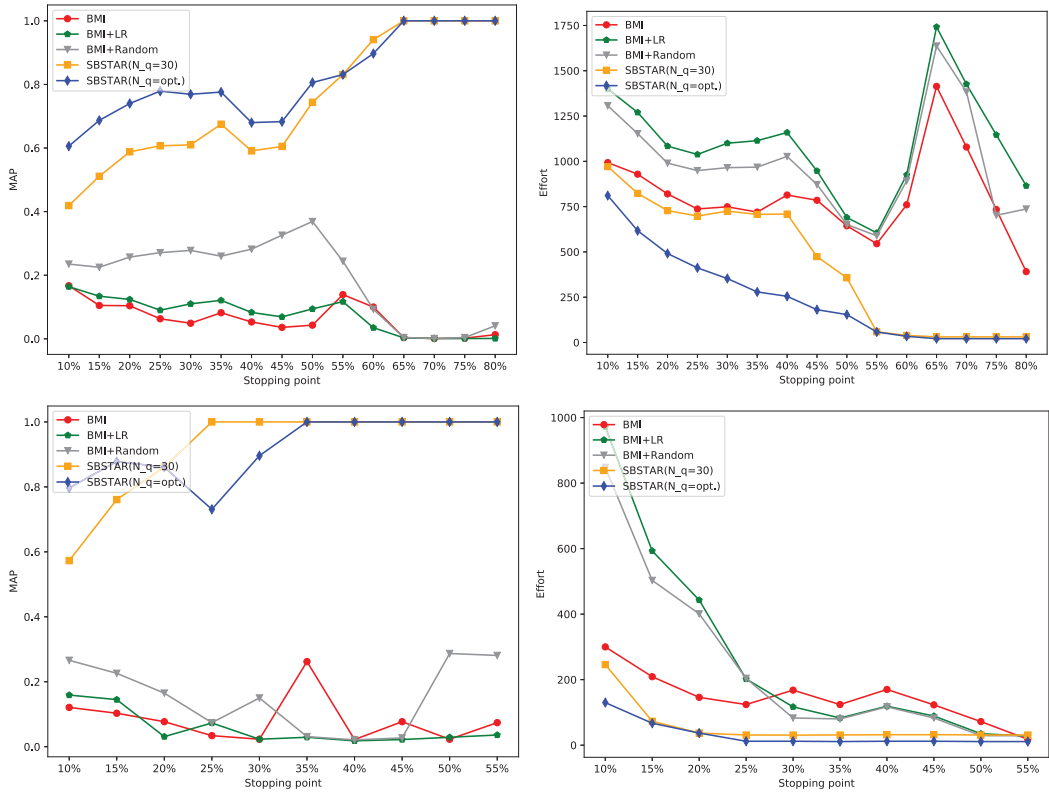 MAP
1.0
0.8
0.6
0.4
0.2
0.0
BMI
BMI+LR
BMI+Random
SBSTAR(N_q=30)
SBSTAR(N_q=opt.)
10% 15% 20% 25% 30% 35% 40% 45% 50% 55% 60% 65% 70% 75% 80%
Stopping point
Effort
1750
1500
1250
1000
750
500
250
0
BMI
BMI+LR
BMI+Random
SBSTAR(N_q=30)
SBSTAR(N_q=opt.)
10% 15% 20% 25% 30% 35% 40% 45% 50% 55% 60% 65% 70% 75% 80%
Stopping point
MAP
1.0
0.8
0.6
0.4
0.2
0.0
BMI
BMI+LR
BMI+Random
SBSTAR(N_q=30)
SBSTAR(N_q=opt.)
10% 15% 20% 25% 30% 35% 40% 45% 50% 55%
Stopping point
Effort
1000
800
600
400
200
0
BMI
BMI+LR
BMI+Random
SBSTAR(N_q=30)
SBSTAR(N_q=opt.)
10% 15% 20% 25% 30% 35% 40% 45% 50% 55%
Stopping point